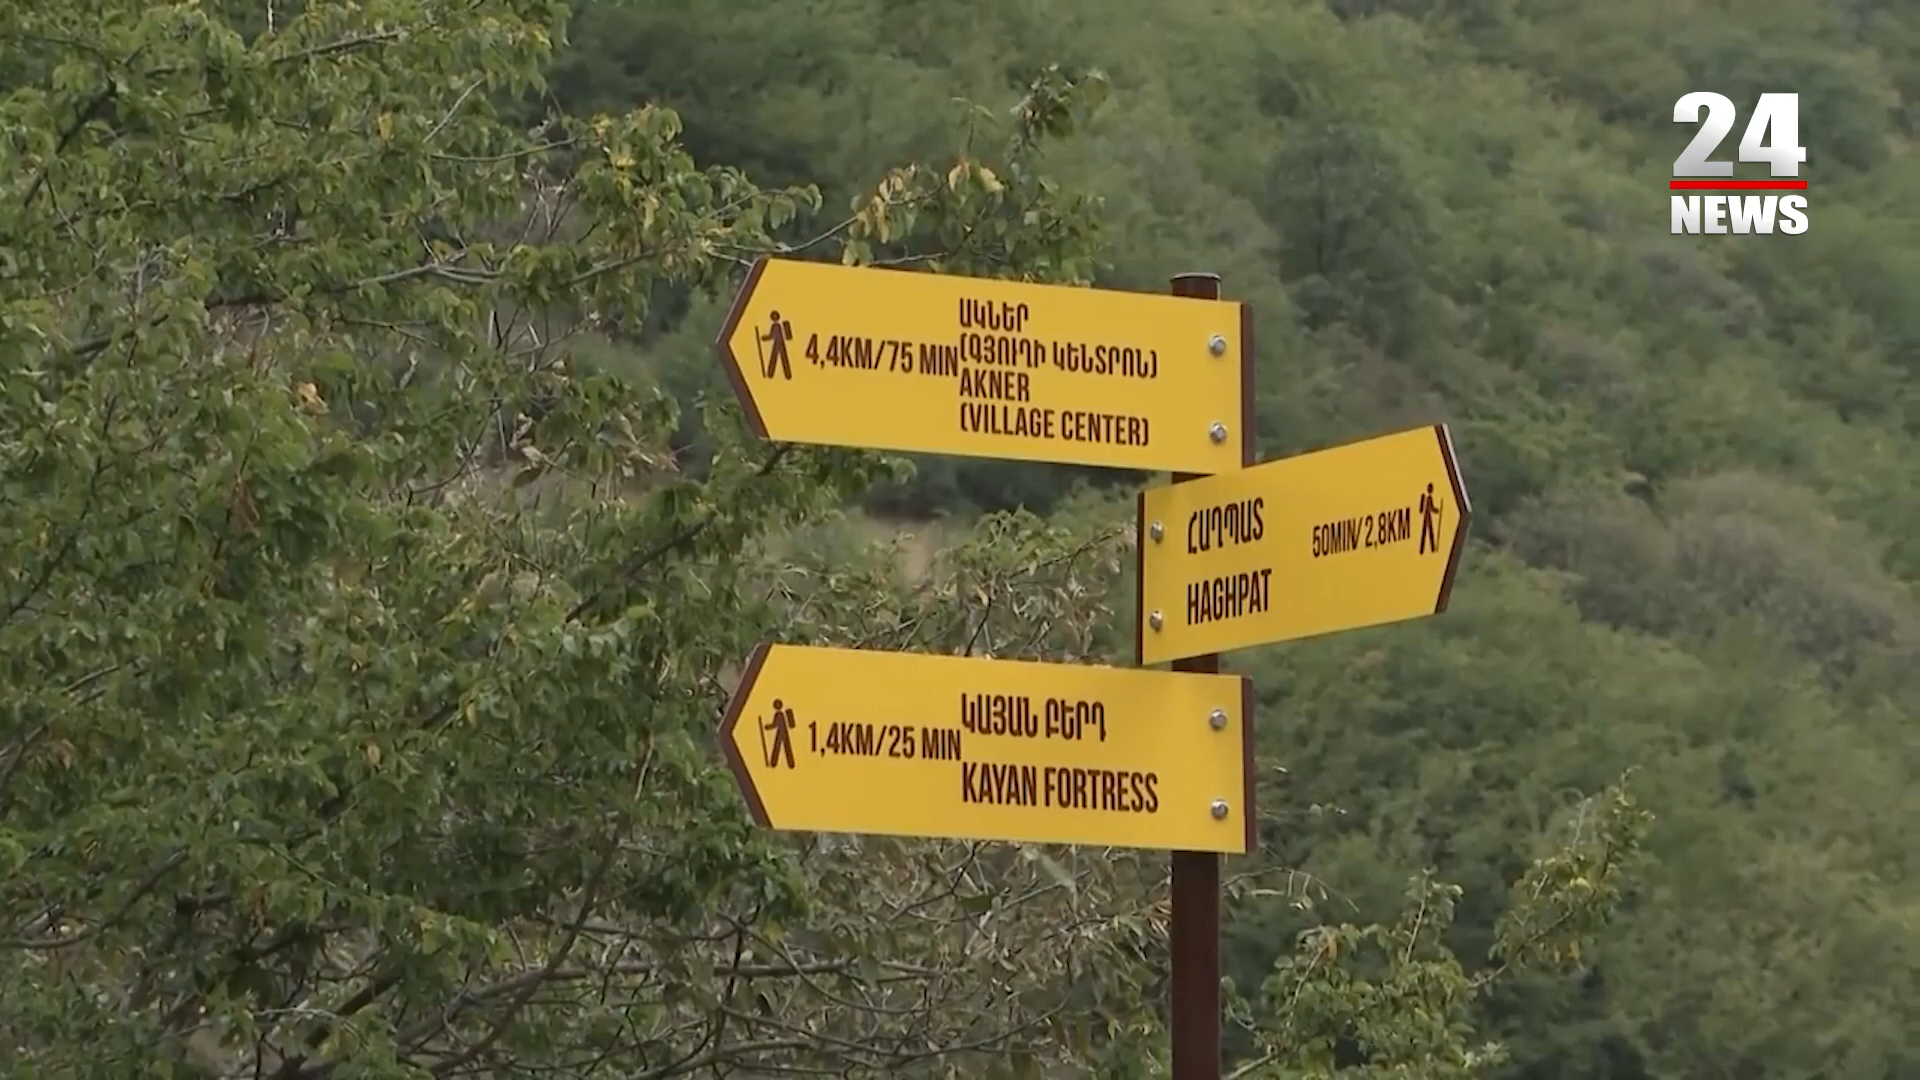 24
NEWS
4,4KM/75 MIN
ԱԿՆԵՐ
(ԳՅՈՒՂԻ ԿԵՆՏՐՈՆ)
AKNER
(VILLAGE CENTER)
ՀԱՂՊԱՏ
HAGHPAT
50MIN/2,8KM
1,4KM/25 MIN
ԿԱՅԱՆ ԲԵՐԴ
KAYAN FORTRESS